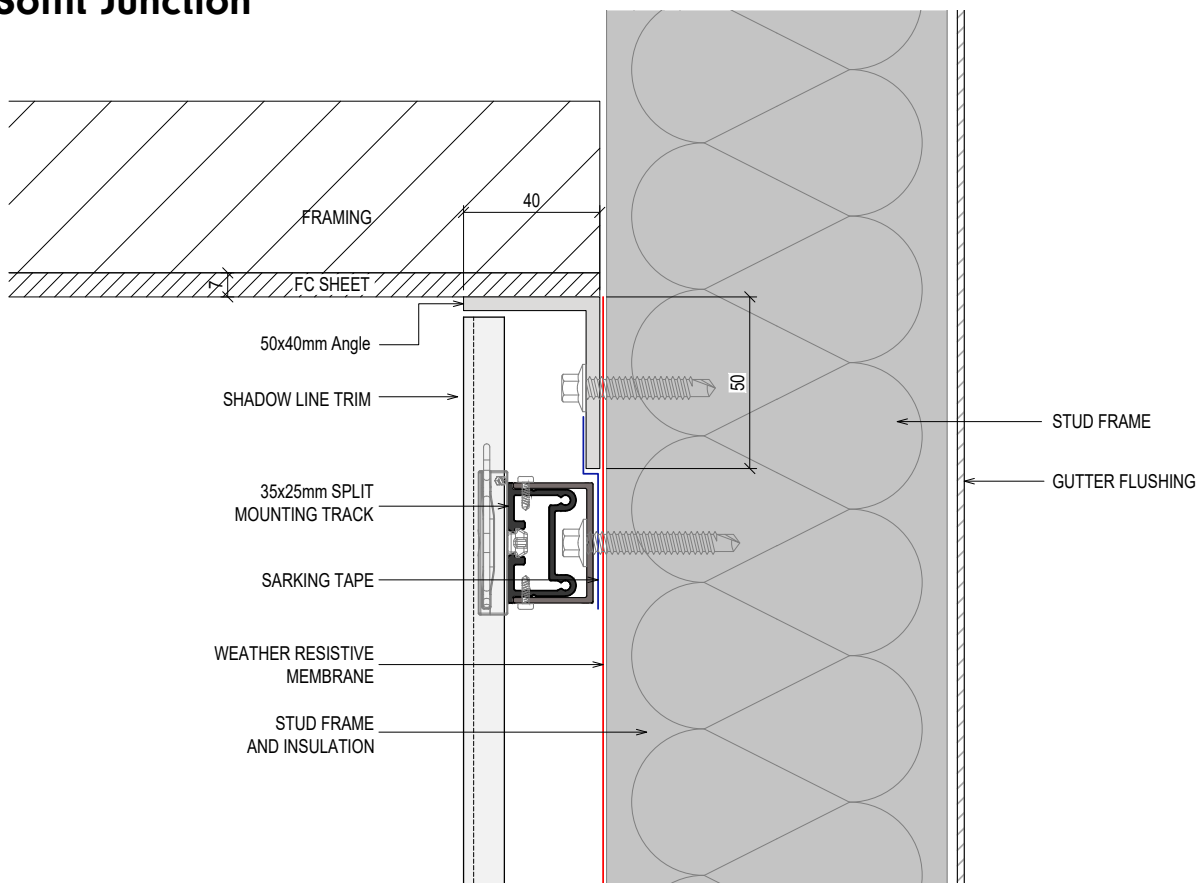 Soffit Junction
40
FRAMING
7
FC SHEET
50x40mm Angle
50
SHADOW LINE TRIM
STUD FRAME
GUTTER FLUSHING
35x25mm SPLIT
MOUNTING TRACK
SARKING TAPE
WEATHER RESISTIVE
MEMBRANE
STUD FRAME
AND INSULATION